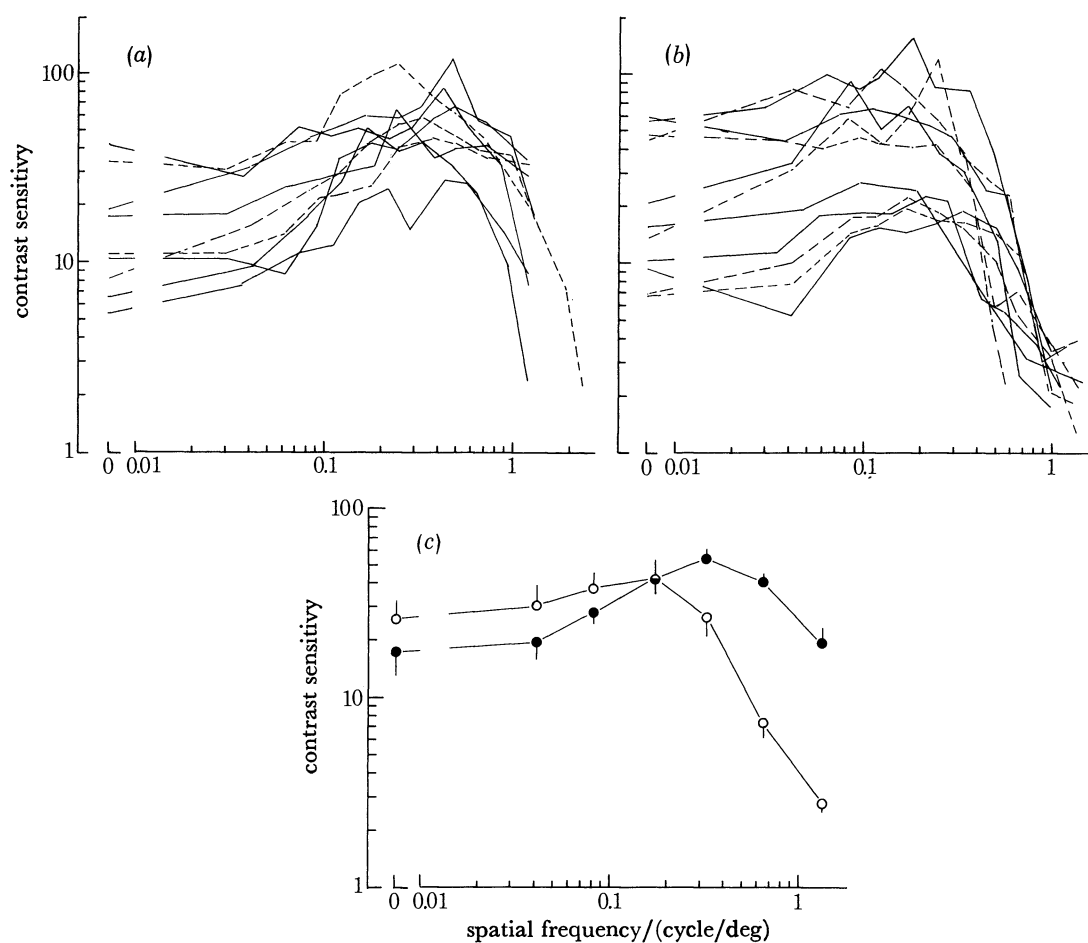 (a)
contrast sensitivy
100
10
1
0 0.01 0.1 1
(b)
0 0.01 0.1 1
(c)
contrast sensitivy
100
10
1
0 0.01 0.1 1
spatial frequency/(cycle/deg)